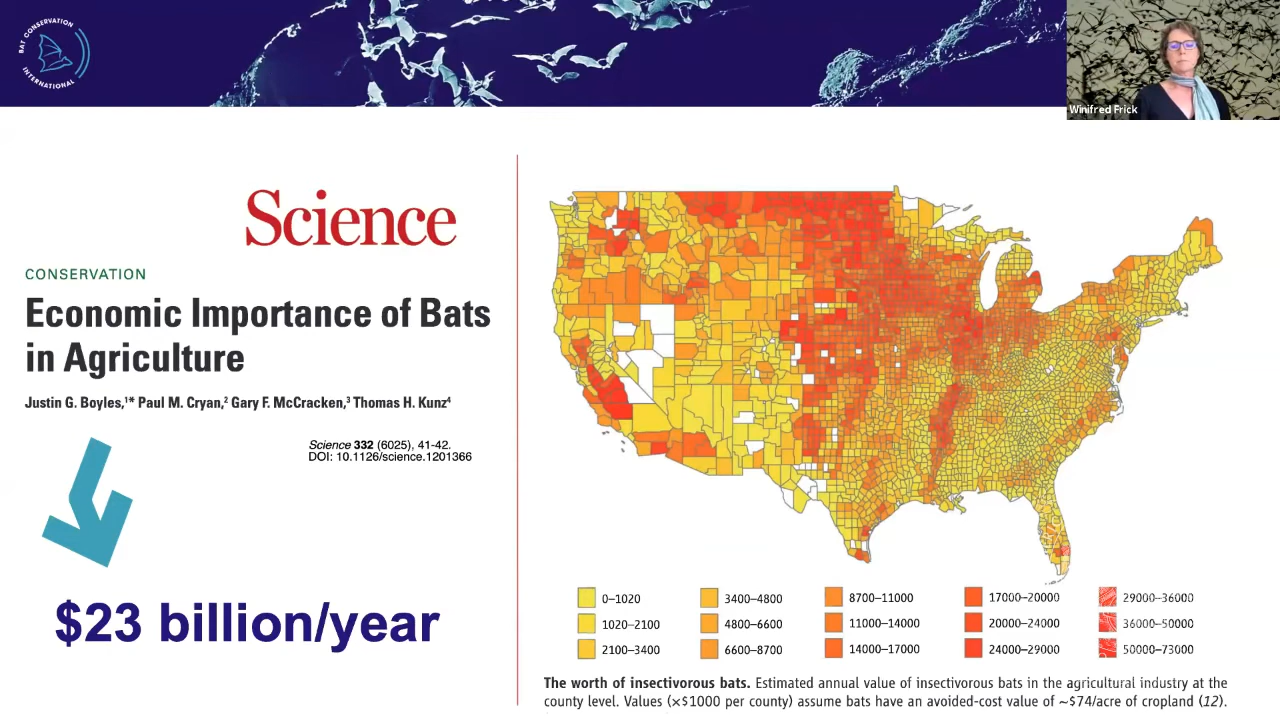 BAT CONSERVATION
INTERNATIONAL
Winifred Frick
Science
CONSERVATION
Economic Importance of Bats
in Agriculture
Justin G. Boyles,¹* Paul M. Cryan,² Gary F. McCracken,³ Thomas H. Kunz⁴
Science 332 (6025), 41-42.
DOI: 10.1126/science.1201366
$23 billion/year
0–1020
1020–2100
2100–3400
3400–4800
4800–6600
6600–8700
8700–11000
11000–14000
14000–17000
17000–20000
20000–24000
24000–29000
29000–36000
36000–50000
50000–73000
The worth of insectivorous bats. Estimated annual value of insectivorous bats in the agricultural industry at the
county level. Values (×$1000 per county) assume bats have an avoided-cost value of ~$74/acre of cropland (12).